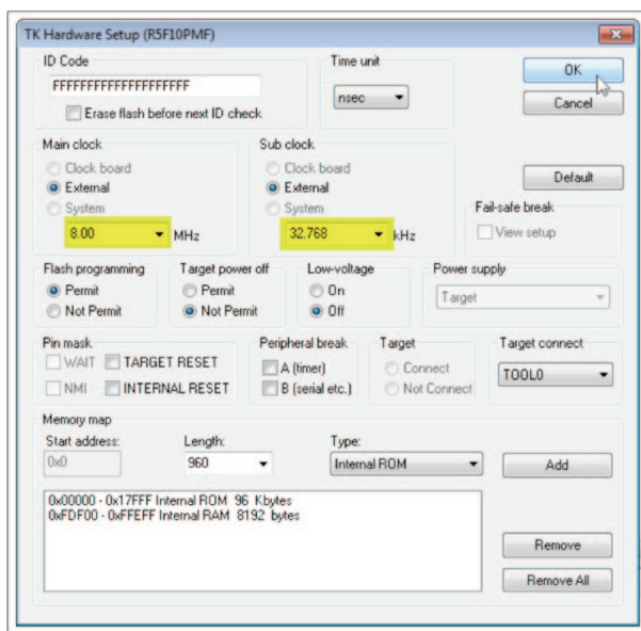 TK Hardware Setup (R5F10PMF)
ID Code
FFFFFFFFFFFFFFFFFFFF
Erase flash before next ID check
Time unit
nsec
OK
Cancel
Default
Main clock
Clock board
External
System
8.00 MHz
Sub clock
Clock board
External
System
32.768 kHz
Fail-safe break
View setup
Flash programming
Permit
Not Permit
Target power off
Permit
Not Permit
Low-voltage
On
Off
Power supply
Target
Pin mask
WAIT TARGET RESET
NMI INTERNAL RESET
Peripheral break
A (timer)
B (serial etc.)
Target
Connect
Not Connect
Target connect
TOOL0
Memory map
Start address:
0x0
Length:
960
Type:
Internal ROM
Add
0x00000 - 0x17FFF Internal ROM 96 Kbytes
0xFDF00 - 0xFFEFF Internal RAM 8192 bytes
Remove
Remove All